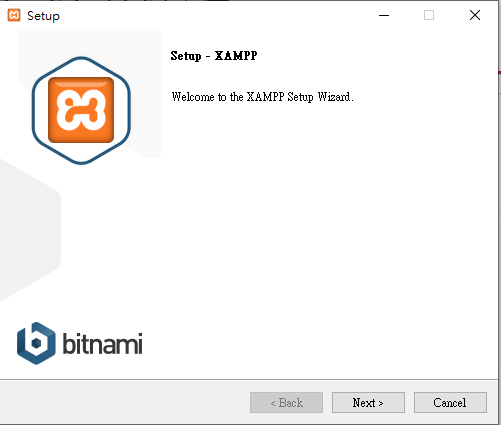 Setup
Setup - XAMPP
Welcome to the XAMPP Setup Wizard.
bitnami
< Back
Next >
Cancel